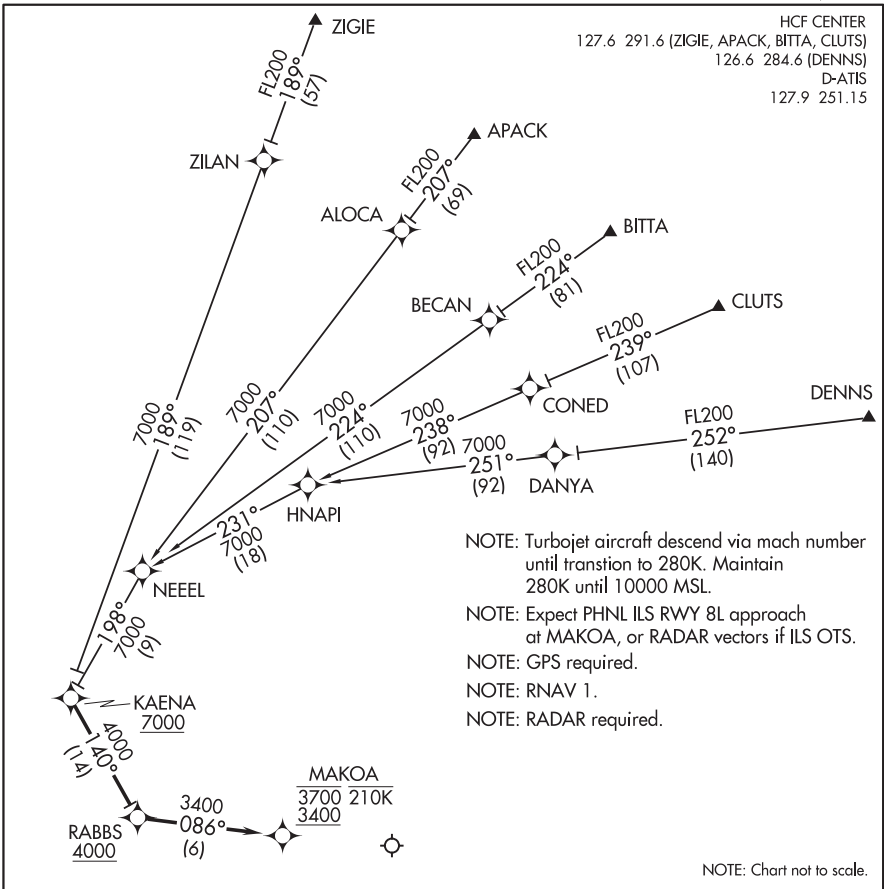 HCF CENTER
127.6 291.6 (ZIGIE, APACK, BITTA, CLUTS)
126.6 284.6 (DENNS)
D-ATIS
127.9 251.15
ZIGIE
FL200
189°
(57)
ZILAN
APACK
FL200
207°
(69)
ALOCA
BITTA
FL200
224°
(81)
BECAN
CLUTS
FL200
239°
(107)
CONED
DENNS
FL200
252°
(140)
DANYA
7000
189°
(119)
7000
207°
(110)
7000
224°
(110)
7000
238°
(92)
7000
251°
(92)
HNAPI
231°
7000
(18)
NEEEL
198°
7000
(9)
KAENA
7000
4000
140°
(14)
RABBS
4000
3400
086°
(6)
MAKOA
3700 210K
3400
NOTE: Turbojet aircraft descend via mach number
until transtion to 280K. Maintain
280K until 10000 MSL.
NOTE: Expect PHNL ILS RWY 8L approach
at MAKOA, or RADAR vectors if ILS OTS.
NOTE: GPS required.
NOTE: RNAV 1.
NOTE: RADAR required.
NOTE: Chart not to scale.